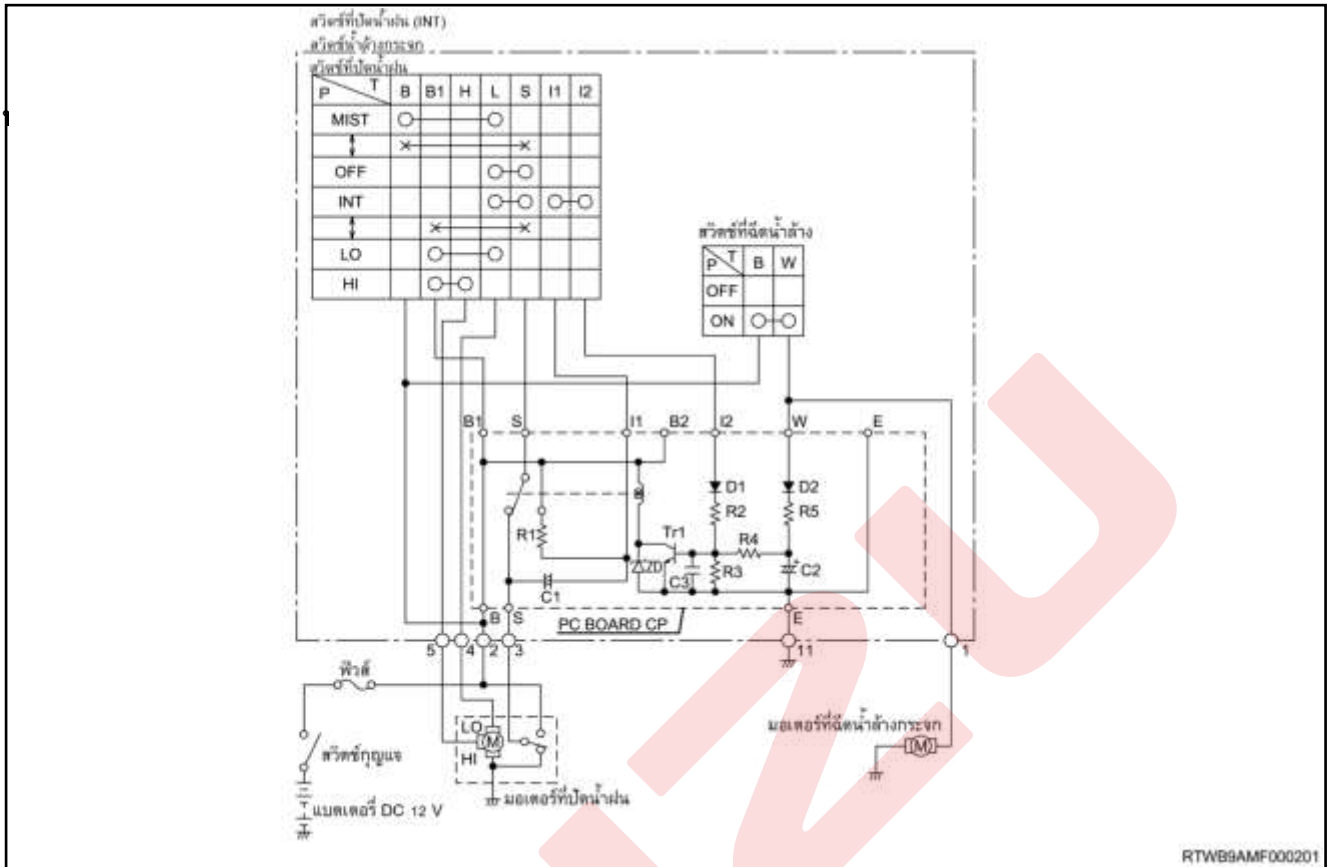 สวิตช์ที่ปัดน้ำฝน (INT)
สวิตช์น้ำล้างกระจก
สวิตช์ที่ปัดน้ำฝน
P T B B1 H L S I1 I2
MIST
OFF
INT
LO
HI
สวิตช์ที่ฉีดน้ำล้าง
P T B W
OFF
ON
B1 S I1 B2 I2 W E
D1 D2
R2 R5
R1 Tr1 R4
ZD C3 R3 C2
C1
B S PC BOARD CP E
5 4 2 3 11 1
ฟิวส์
สวิตช์กุญแจ
LO
M
HI
มอเตอร์ที่ปัดน้ำฝน
มอเตอร์ที่ฉีดน้ำล้างกระจก
M
แบตเตอรี่ DC 12 V
RTWB9AMF000201
ZU